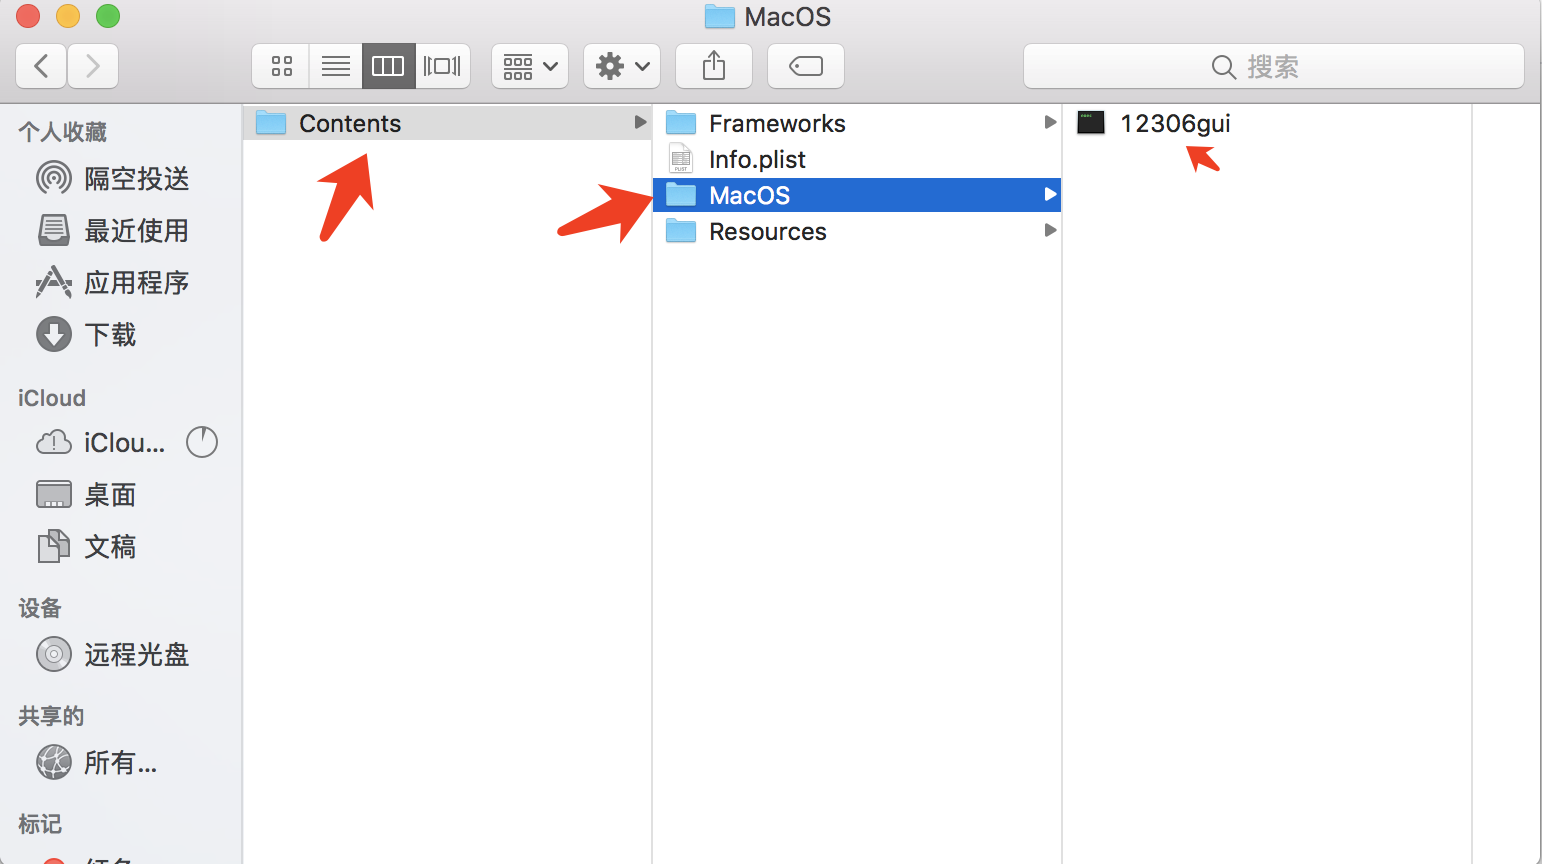 MacOS
搜索
个人收藏
隔空投送
最近使用
应用程序
下载
iCloud
iClou...
桌面
文稿
设备
远程光盘
共享的
所有...
标记
Contents
Frameworks
Info.plist
MacOS
Resources
12306gui